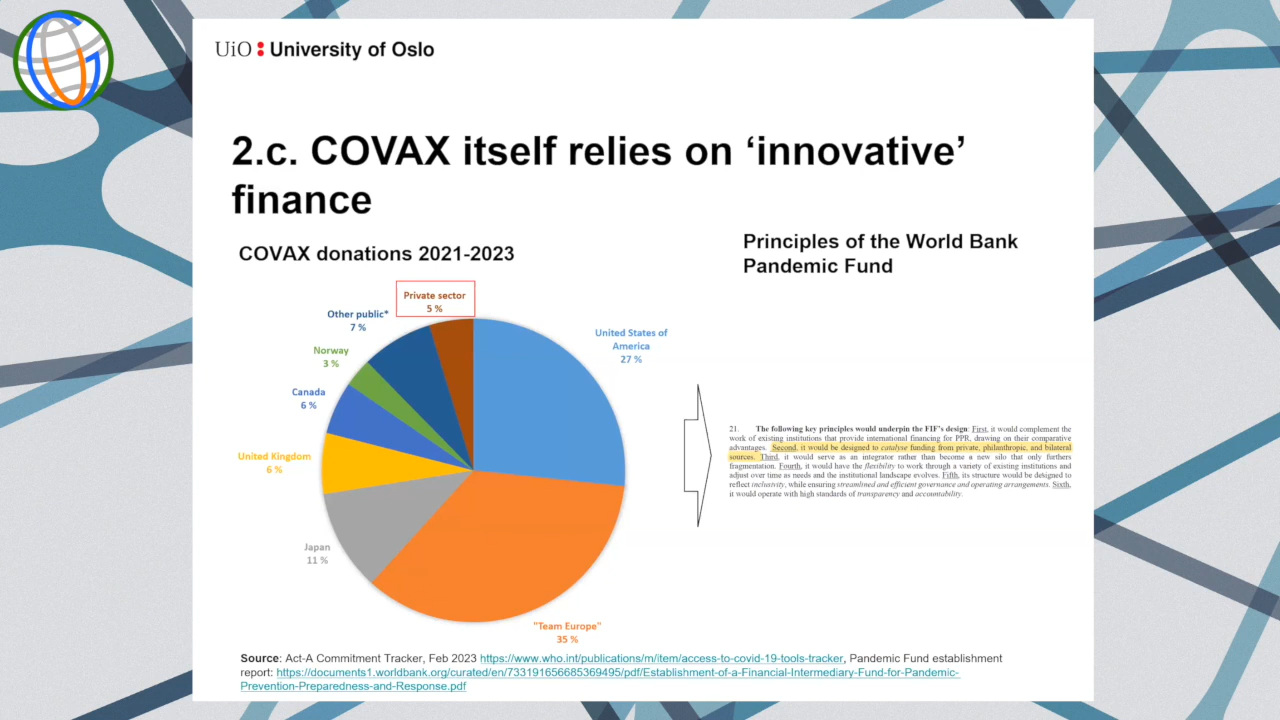 UiO : University of Oslo
2.c. COVAX itself relies on ‘innovative’
finance
COVAX donations 2021-2023
Private sector
5 %
Other public*
7 %
Norway
3 %
Canada
6 %
United Kingdom
6 %
Japan
11 %
"Team Europe"
35 %
United States of
America
27 %
Principles of the World Bank
Pandemic Fund
21. The following key principles would underpin the FIF's design: First, it would complement the
work of existing institutions that provide international financing for PPR, drawing on their comparative
advantages. Second, it would be designed to catalyse funding from private, philanthropic, and bilateral
sources. Third, it would serve as an integrator rather than become a new silo that only furthers
fragmentation. Fourth, it would have the flexibility to work through a variety of existing institutions and
adjust over time as needs and the institutional landscape evolves. Fifth, its structure would be designed to
reflect inclusivity, while ensuring streamlined and efficient governance and operating arrangements. Sixth,
it would operate with high standards of transparency and accountability.
Source: Act-A Commitment Tracker, Feb 2023 https://www.who.int/publications/m/item/access-to-covid-19-tools-tracker, Pandemic Fund establishment
report: https://documents1.worldbank.org/curated/en/733191656685369495/pdf/Establishment-of-a-Financial-Intermediary-Fund-for-Pandemic-
Prevention-Preparedness-and-Response.pdf